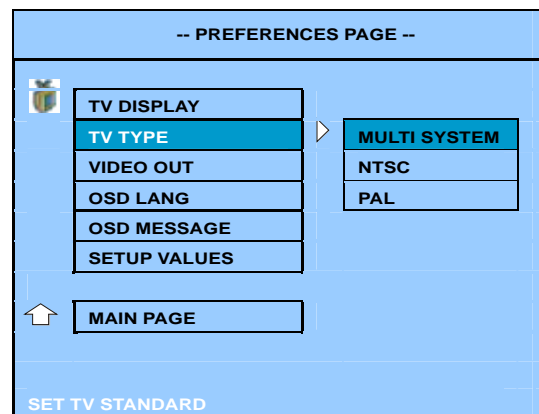 -- PREFERENCES PAGE --
TV DISPLAY
TV TYPE
MULTI SYSTEM
VIDEO OUT
NTSC
OSD LANG
PAL
OSD MESSAGE
SETUP VALUES
MAIN PAGE
SET TV STANDARD